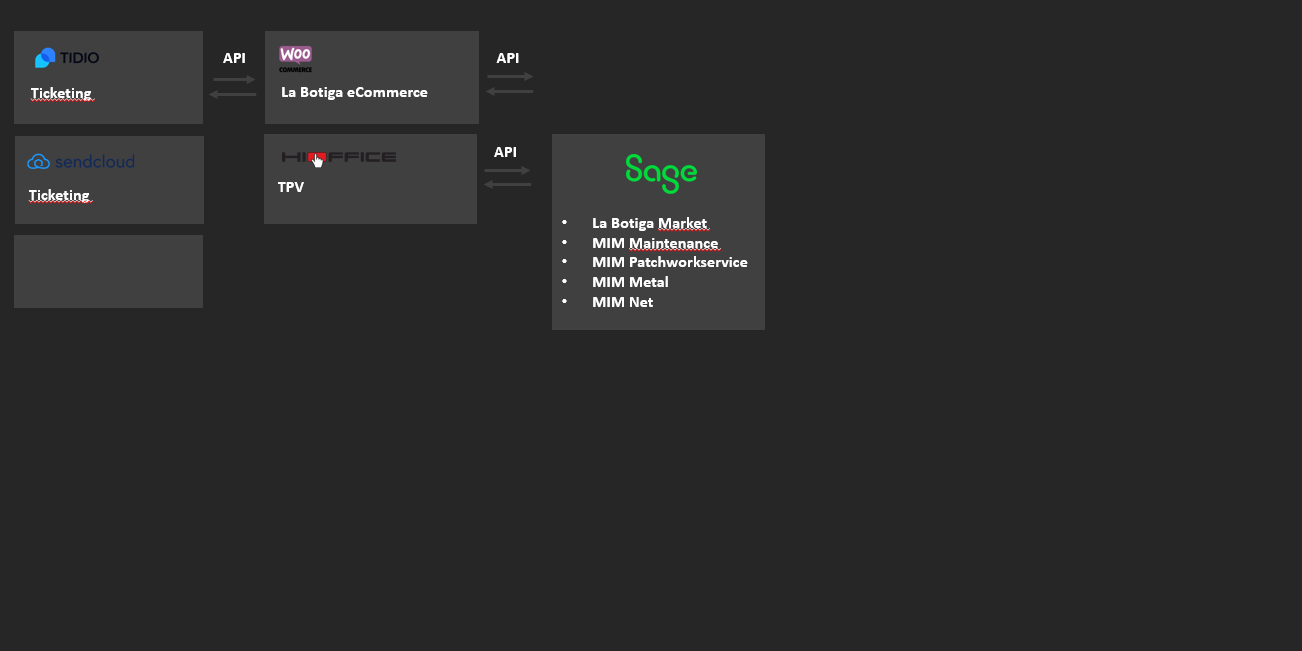 TIDIO
Ticketing
API
WOO
COMMERCE
La Botiga eCommerce
API
sendcloud
Ticketing
TPV
API
Sage
• La Botiga Market
• MIM Maintenance
• MIM Patchworkservice
• MIM Metal
• MIM Net